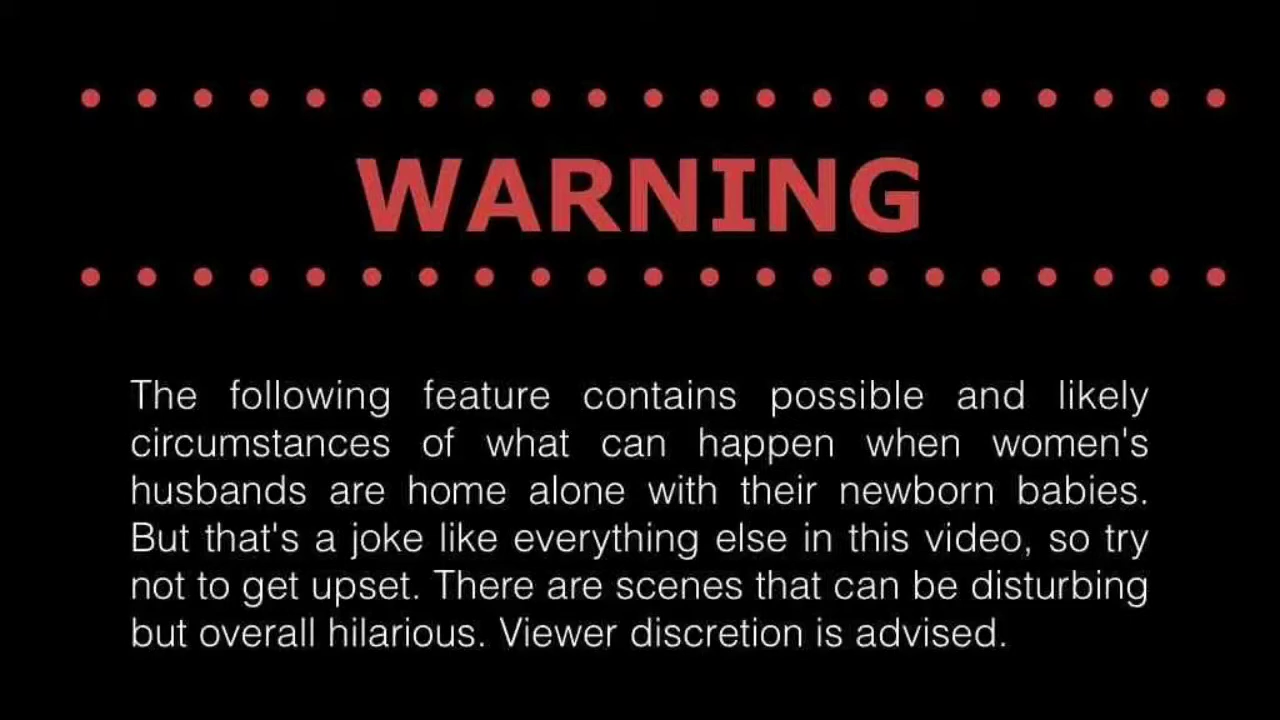 WARNING
The following feature contains possible and likely
circumstances of what can happen when women's
husbands are home alone with their newborn babies.
But that's a joke like everything else in this video, so try
not to get upset. There are scenes that can be disturbing
but overall hilarious. Viewer discretion is advised.